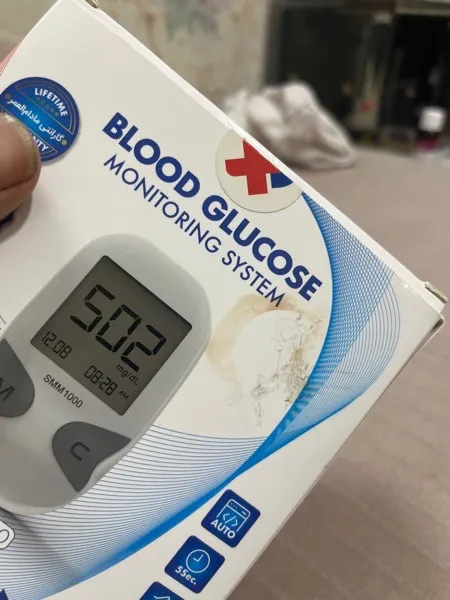 LIFETIME
گارانتی مادام‌العمر
BLOOD GLUCOSE
MONITORING SYSTEM
502
mg/dL
12.08
08:28 AM
SMM1000
M
C
AUTO
5Sec.